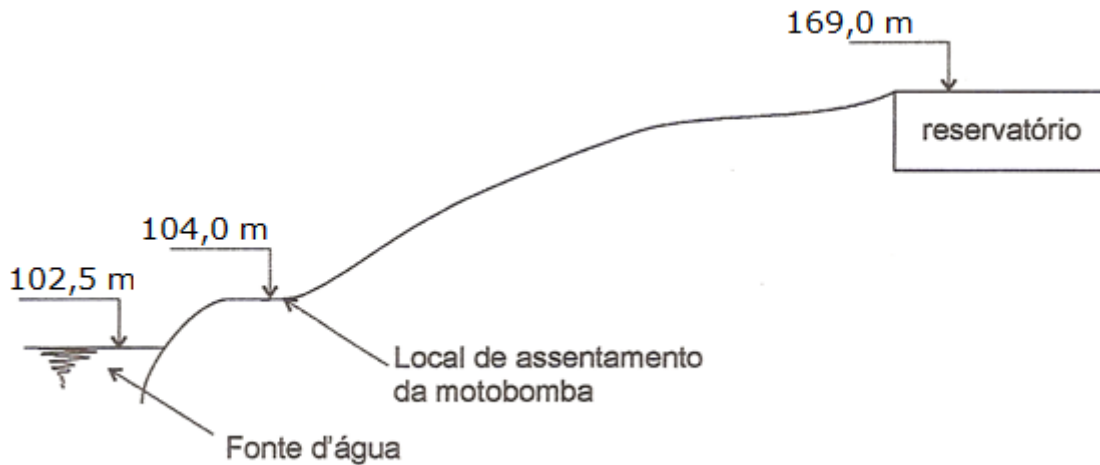 169,0 m
reservatório
104,0 m
102,5 m
Local de assentamento
da motobomba
Fonte d'água